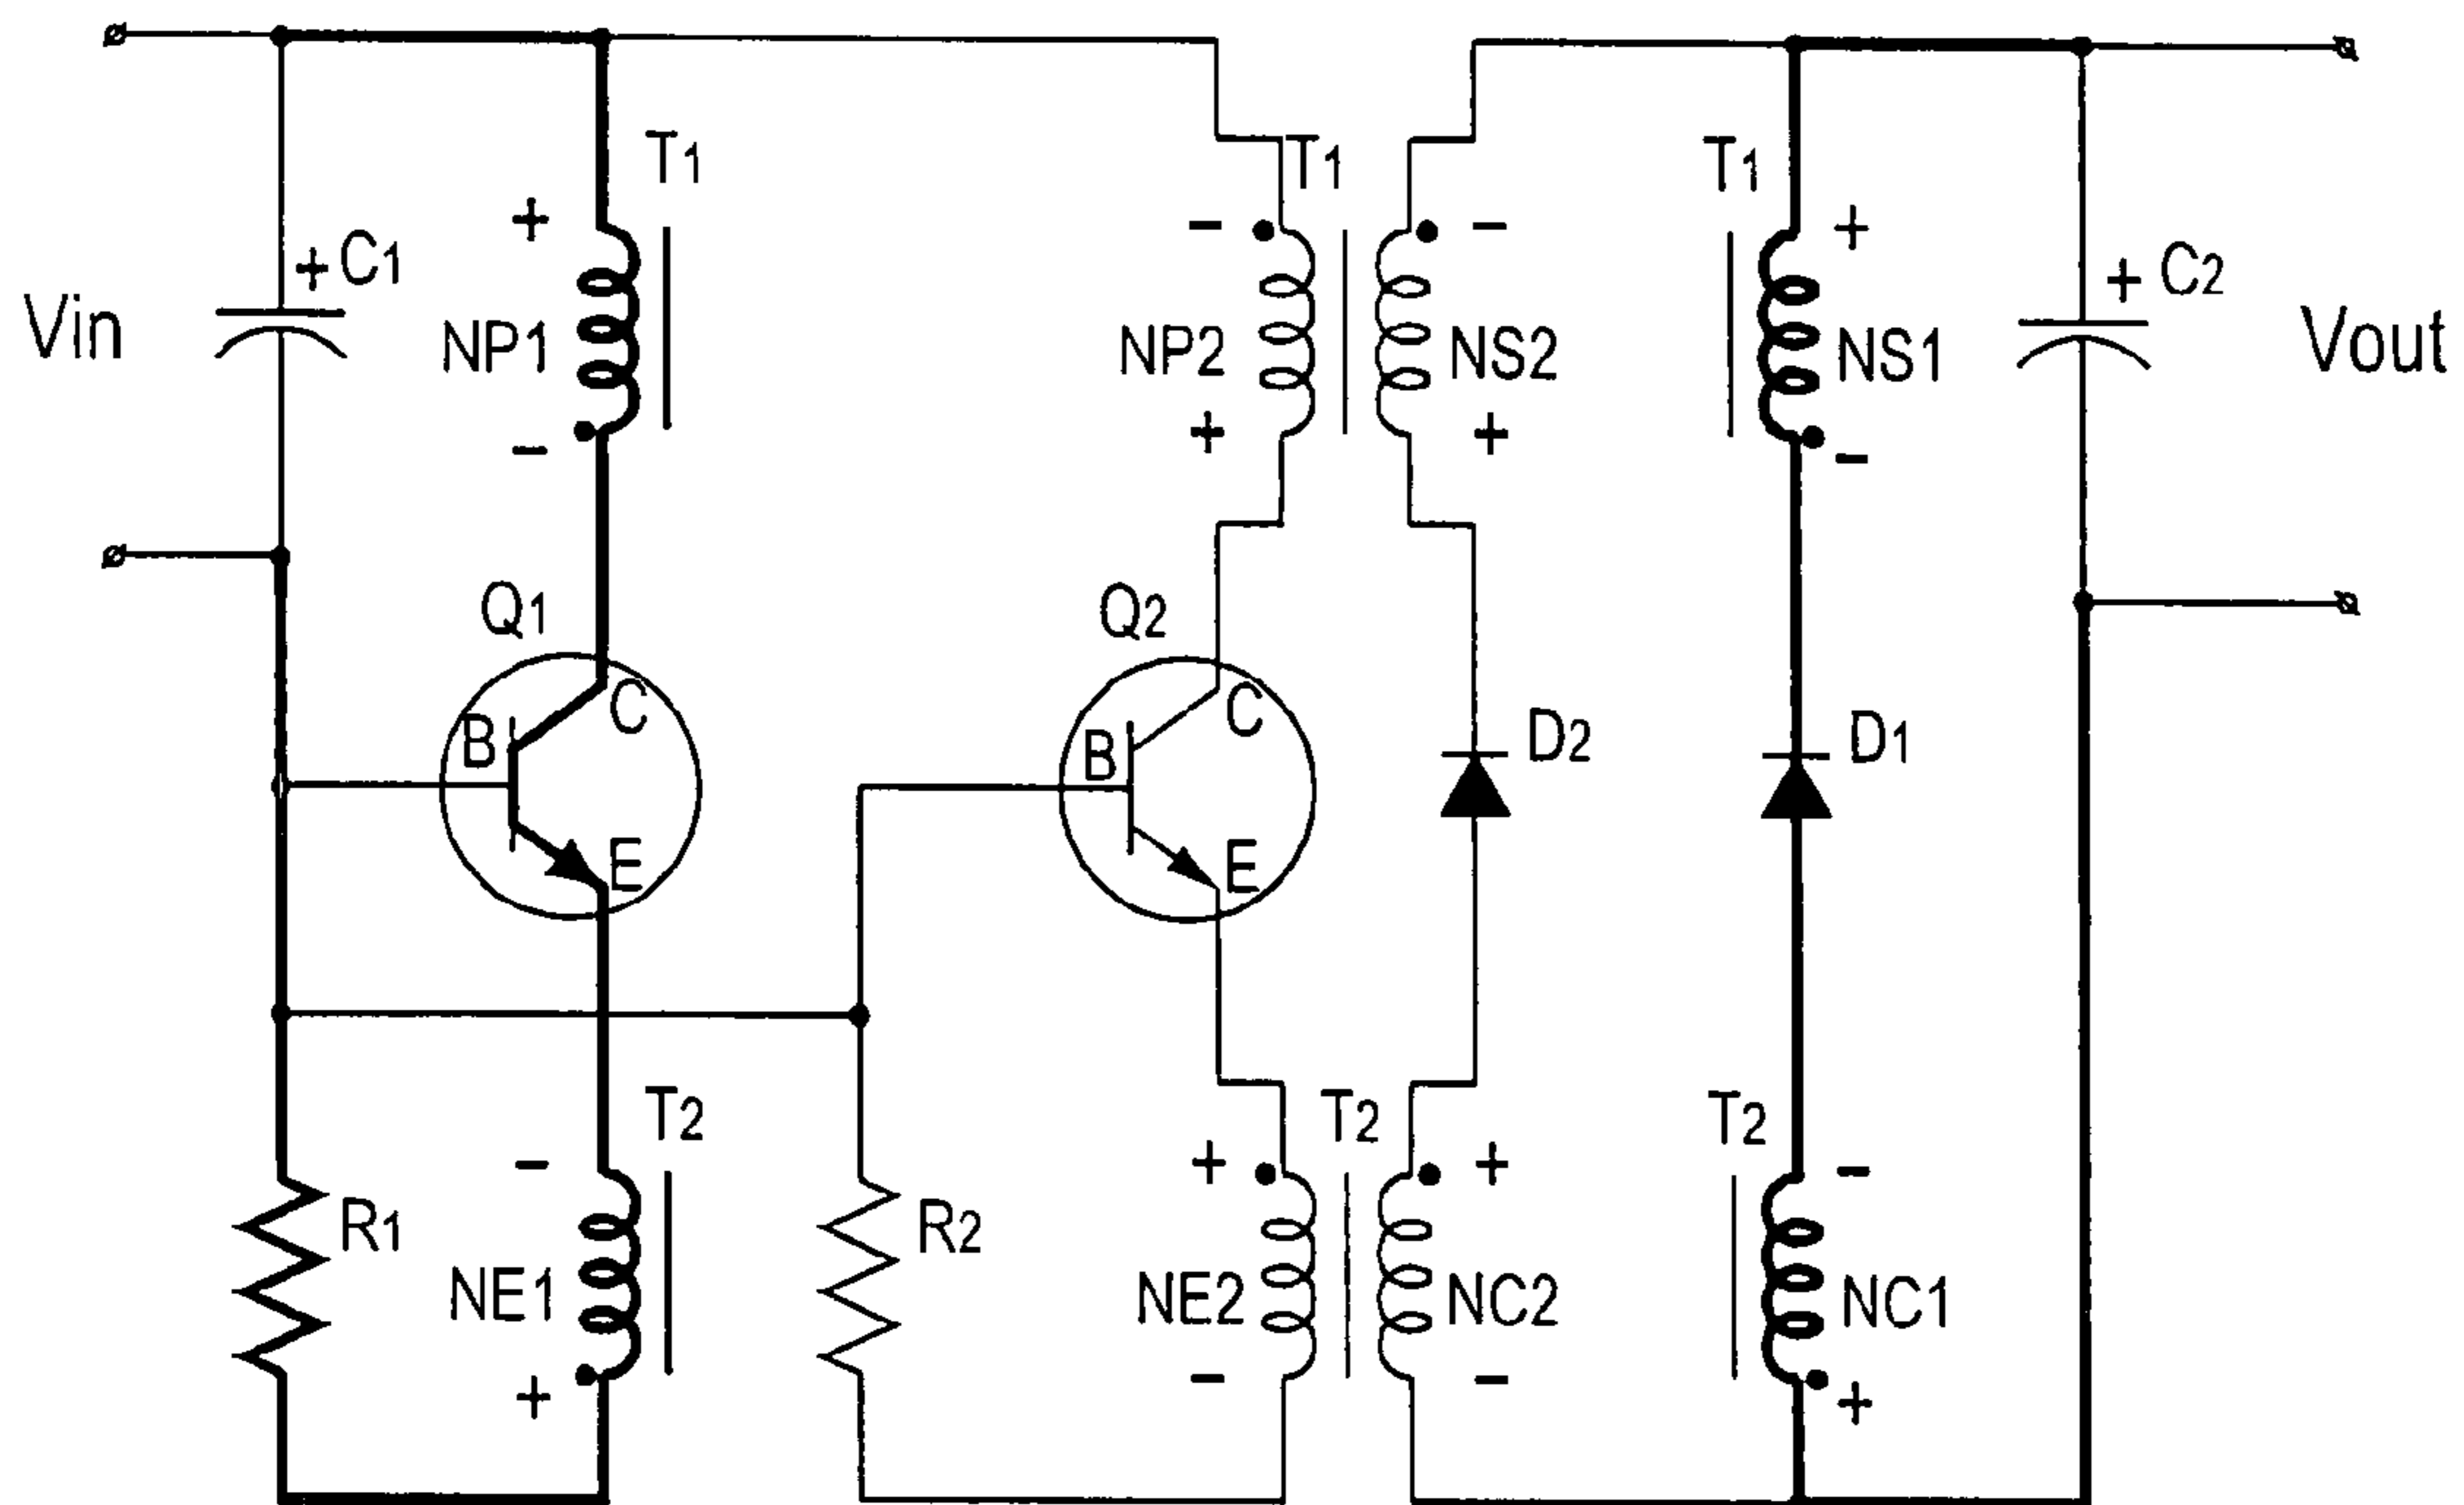 T1
T1
T1
+
-
-
+
+ C1
+ C2
Vin
NP1
NP2
NS2
NS1
Vout
-
+
+
-
Q1
Q2
C
C
B
B
D2
D1
E
E
T2
T2
T2
-
+
+
-
R1
R2
NE1
NE2
NC2
NC1
+
-
-
+